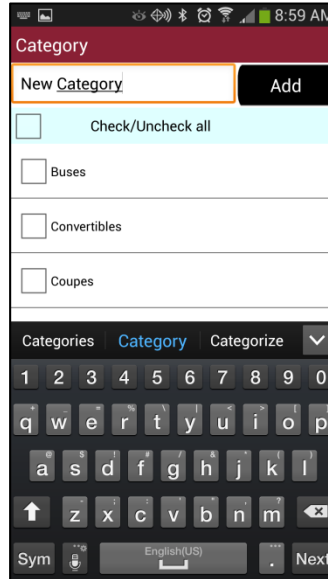 8:59 AM
Category
New Category
Add
Check/Uncheck all
Buses
Convertibles
Coupes
Categories Category Categorize
1 2 3 4 5 6 7 8 9 0
q w e r t y u i o p
a s d f g h j k l
z x c v b n m
Sym English(US) . Next